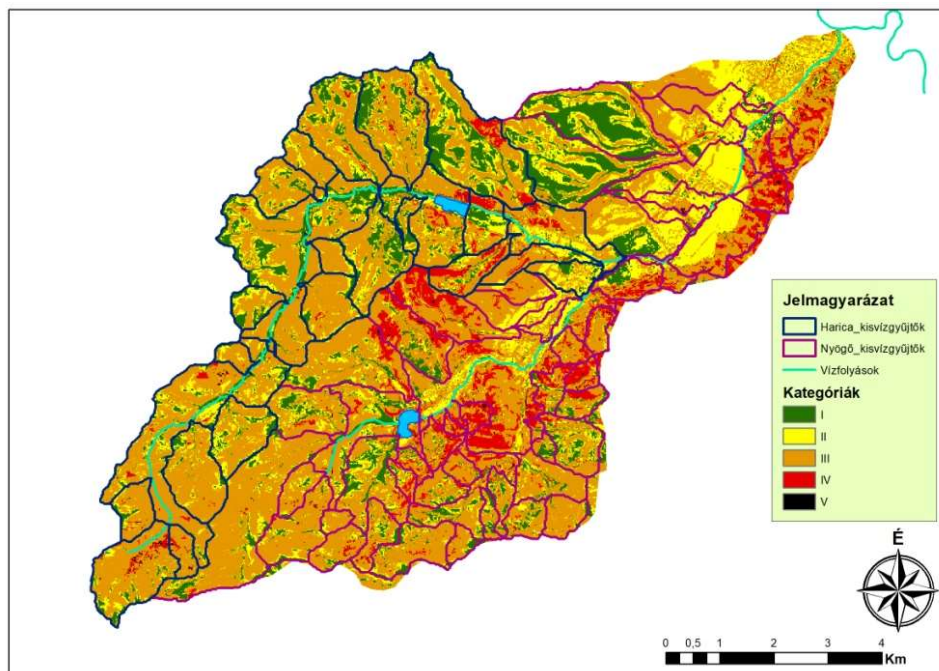 Jelmagyarázat
Harica_kisvízgyűjtők
Nyögő_kisvízgyűjtők
Vízfolyások
Kategóriák
I
II
III
IV
V
É
0 0,5 1 2 3 4
Km